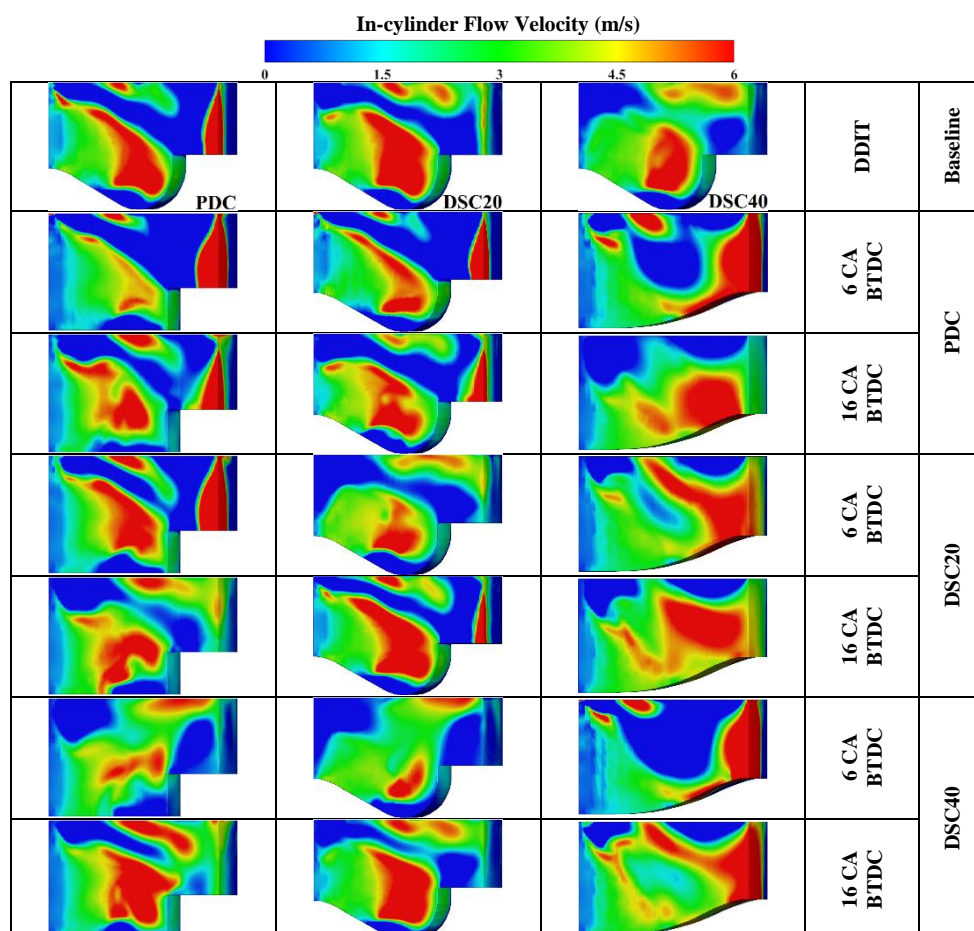 In-cylinder Flow Velocity (m/s)
0 1.5 3 4.5 6
DDIT
Baseline
PDC DSC20 DSC40
6 CA
BTDC
PDC
16 CA
BTDC
6 CA
BTDC
DSC20
16 CA
BTDC
6 CA
BTDC
DSC40
16 CA
BTDC